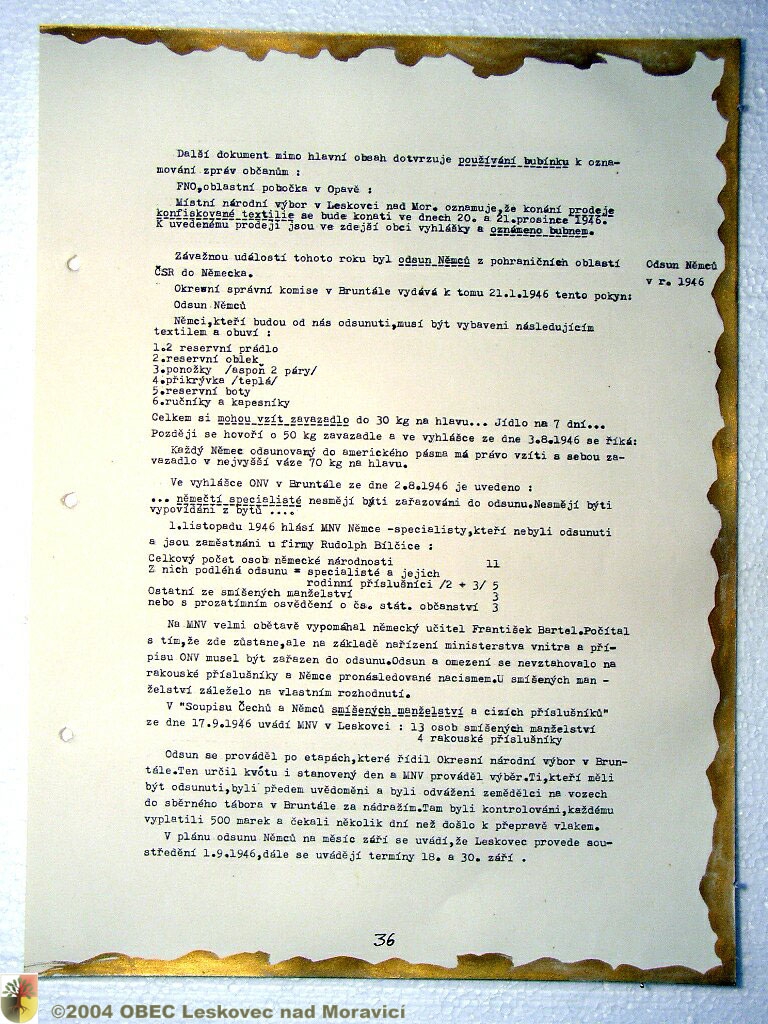 Další dokument mimo hlavní obsah dotvrzuje používání bubínku k ozna-
mování zpráv občanům :
FNO,oblastní pobočka v Opavě :
Místní národní výbor v Leskovci nad Mor. oznamuje,že konání prodeje
konfiskované textilie se bude konati ve dnech 20. a 21.prosince 1946.
K uvedenému prodeji jsou ve zdejší obci vyhlášky a oznámeno bubnem.
Závažnou událostí tohoto roku byl odsun Němců z pohraničních oblastí
ČSR do Německa.
Odsun Němců
v r. 1946
Okresní správní komise v Bruntále vydává k tomu 21.1.1946 tento pokyn:
Odsun Němců
Němci,kteří budou od nás odsunuti,musí být vybaveni následujícím
textilem a obuví :
1.2 reservní prádlo
2.reservní oblek
3.ponožky /aspoň 2 páry/
4.přikrývka /teplá/
5.reservní boty
6.ručníky a kapesníky
Celkem si mohou vzít zavazadlo do 30 kg na hlavu... Jídlo na 7 dní...
Později se hovoří o 50 kg zavazadle a ve vyhlášce ze dne 3.8.1946 se říká:
Každý Němec odsunovaný do amerického pásma má právo vzíti s sebou za-
vazadlo v nejvyšší váze 70 kg na hlavu.
Ve vyhlášce ONV v Bruntále ze dne 2.8.1946 je uvedeno :
... němečtí specialisté nesmějí býti zařazováni do odsunu.Nesmějí býti
vypovídáni z bytů ....
1.listopadu 1946 hlásí MNV Němce -specialisty,kteří nebyli odsunuti
a jsou zaměstnáni u firmy Rudolph Bílčice :
Celkový počet osob německé národnosti 11
Z nich podléhá odsunu = specialisté a jejich
rodinní příslušníci /2 + 3/ 5
Ostatní ze smíšených manželství 3
nebo s prozatímním osvědčení o čs. stát. občanství 3
Na MNV velmi obětavě vypomáhal německý učitel František Bartel.Počítal
s tím,že zde zůstane,ale na základě nařízení ministerstva vnitra a pří-
pisu ONV musel být zařazen do odsunu.Odsun a omezení se nevztahovalo na
rakouské příslušníky a Němce pronásledované nacismem.U smíšených man -
želství záleželo na vlastním rozhodnutí.
V "Soupisu Čechů a Němců smíšených manželství a cizích příslušníků"
ze dne 17.9.1946 uvádí MNV v Leskovci : 13 osob smíšených manželství
4 rakouské příslušníky
Odsun se prováděl po etapách,které řídil Okresní národní výbor v Brun-
tále.Ten určil kvótu i stanovený den a MNV prováděl výběr.Ti,kteří měli
být odsunuti,byli předem uvědoměni a byli odváženi zemědělci na vozech
do sběrného tábora v Bruntále za nádražím.Tam byli kontrolováni,každému
vyplatili 500 marek a čekali několik dní než došlo k přepravě vlakem.
V plánu odsunu Němců na měsíc září se uvádí,že Leskovec provede sou-
středění 1.9.1946,dále se uvádějí termíny 18. a 30. září .
36
©2004 OBEC Leskovec nad Moravicí